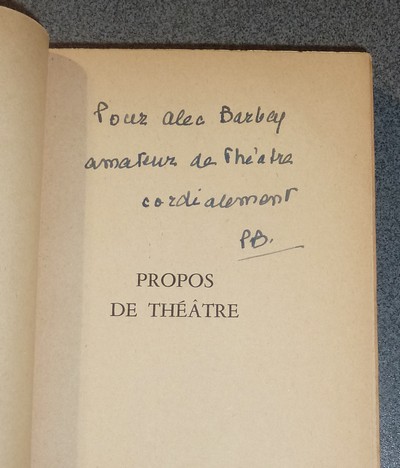 Pour Alec Barbey
amateur de théâtre
cordialement
PB.
PROPOS
DE THÉÂTRE